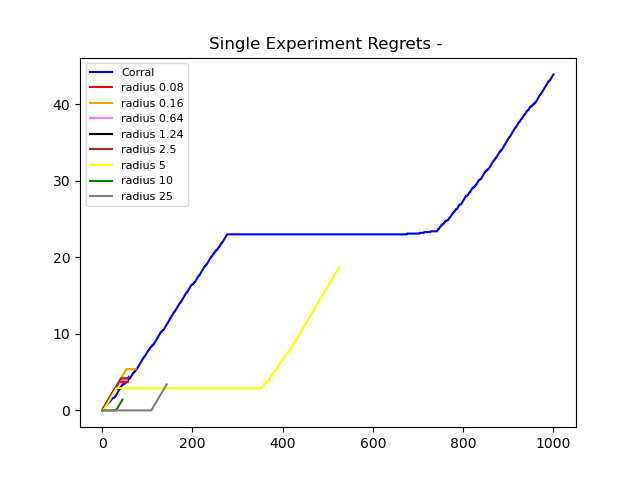 Single Experiment Regrets -
Corral
radius 0.08
radius 0.16
radius 0.64
radius 1.24
radius 2.5
radius 5
radius 10
radius 25
40
30
20
10
0
0 200 400 600 800 1000